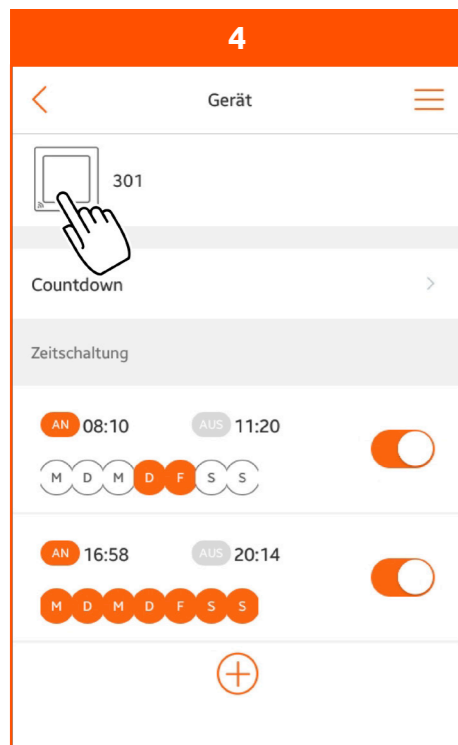 4
Gerät
301
Countdown
Zeitschaltung
AN 08:10 AUS 11:20
M D M D F S S
AN 16:58 AUS 20:14
M D M D F S S